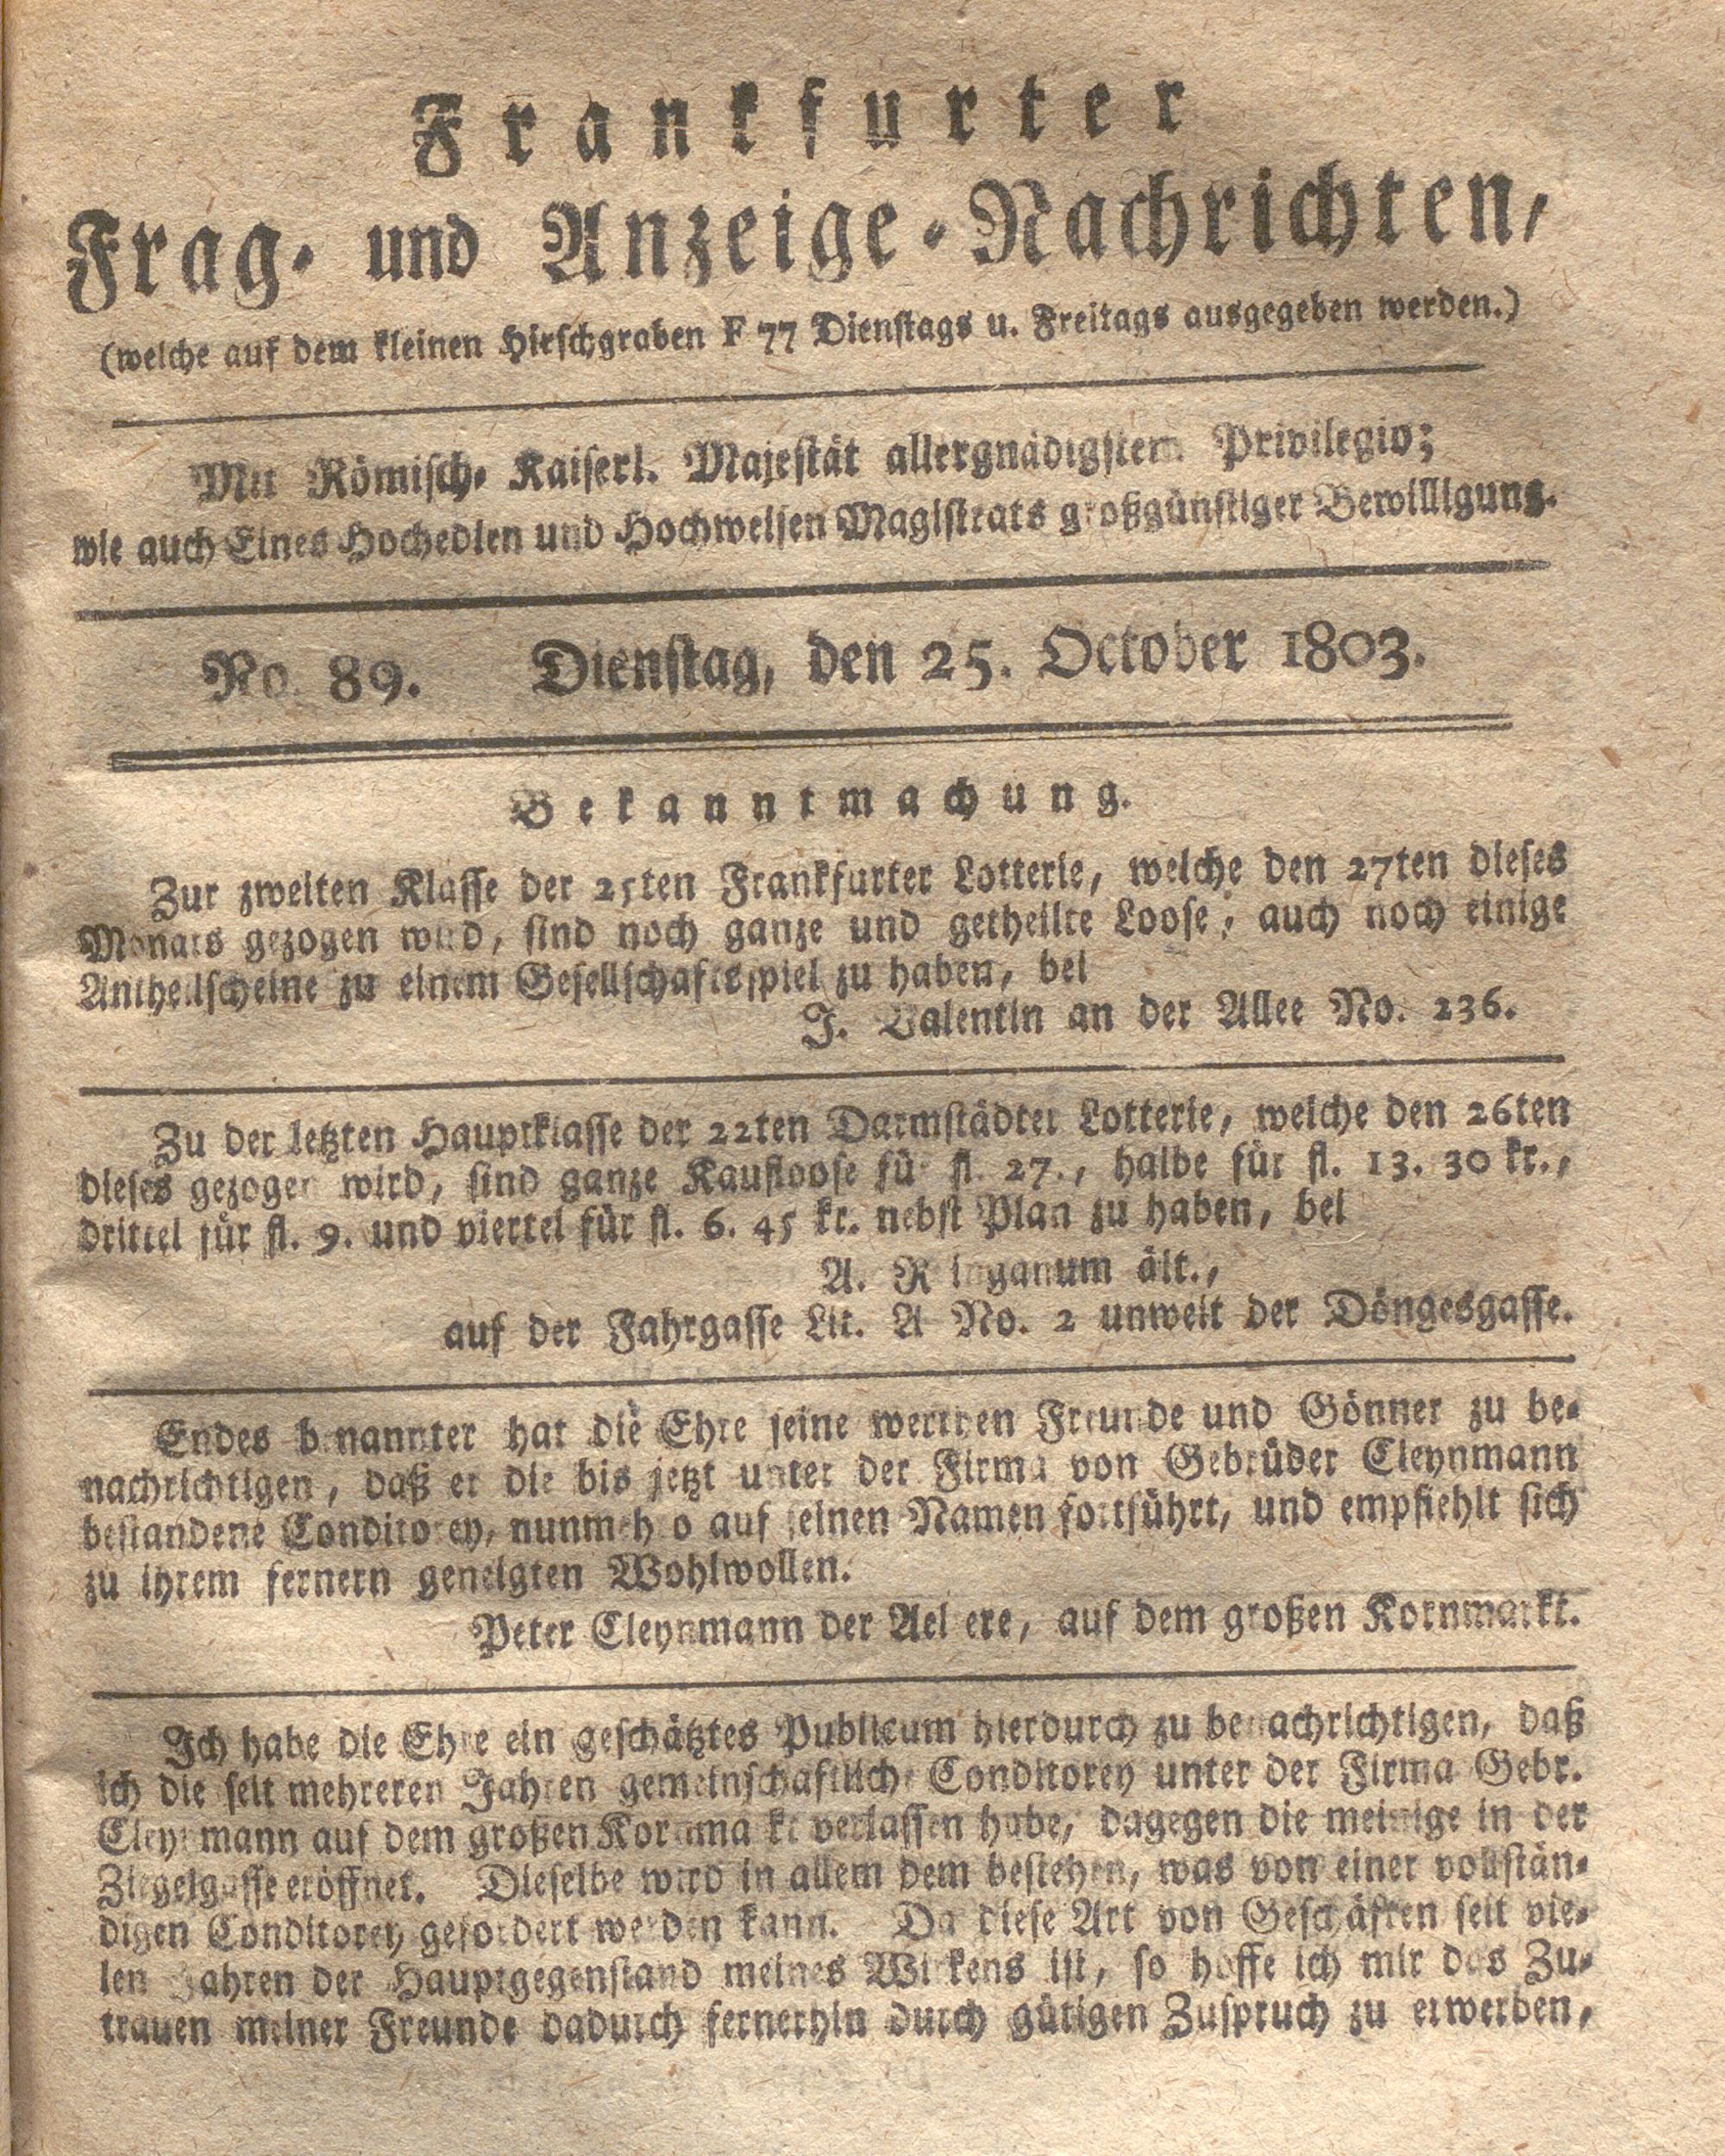 Frankfurter
Frag- und Anzeige-Nachrichten,
(welche auf dem kleinen Hirschgraben F 77 Dienstags u. Freitags ausgegeben werden.)
Mit Römisch-Kaiserl. Majestät allergnädigstem Privilegio;
wie auch Eines Hochedlen und Hochweisen Magistrats großgünstiger Bewilligung.
No. 89. Dienstag, den 25. October 1803.
Bekanntmachung.
Zur zweiten Klasse der 25ten Frankfurter Lotterie, welche den 27ten dieses
Monats gezogen wird, sind noch ganze und getheilte Loose, auch noch einige
Antheilscheine zu einem Gesellschaftsspiel zu haben, bei
J. Valentin an der Allee No. 236.
Zu der letzten Hauptklasse der 22ten Darmstädter Lotterie, welche den 26ten
dieses gezogen wird, sind ganze Kaufloose für fl. 27., halbe für fl. 13. 30 kr.,
drittel für fl. 9. und viertel für fl. 6. 45 kr. nebst Plan zu haben, bei
A. Ringanum ält.,
auf der Fahrgasse Lit. A No. 2 unweit der Döngesgasse.
Endes benannter hat die Ehre seine werthen Freunde und Gönner zu be-
nachrichtigen, daß er die bis jetzt unter der Firma von Gebrüder Cleynmann
bestandene Conditorey, nunmehro auf seinen Namen fortführt, und empfiehlt sich
zu ihrem fernern geneigten Wohlwollen.
Peter Cleynmann der Aeltere, auf dem großen Kornmarkt.
Ich habe die Ehre ein geschätztes Publicum hierdurch zu benachrichtigen, daß
ich die seit mehreren Jahren gemeinschaftliche Conditorey unter der Firma Gebr.
Cleynmann auf dem großen Kornmarkt verlassen habe, dagegen die meinige in der
Ziegelgasse eröffnet. Dieselbe wird in allem dem bestehen, was von einer vollstän-
digen Conditorey gefordert werden kann. Da diese Art von Geschäften seit vie-
len Jahren der Hauptgegenstand meines Wirkens ist, so hoffe ich mir das Zu-
trauen meiner Freunde dadurch fernerhin durch gütigen Zuspruch zu erwerben,